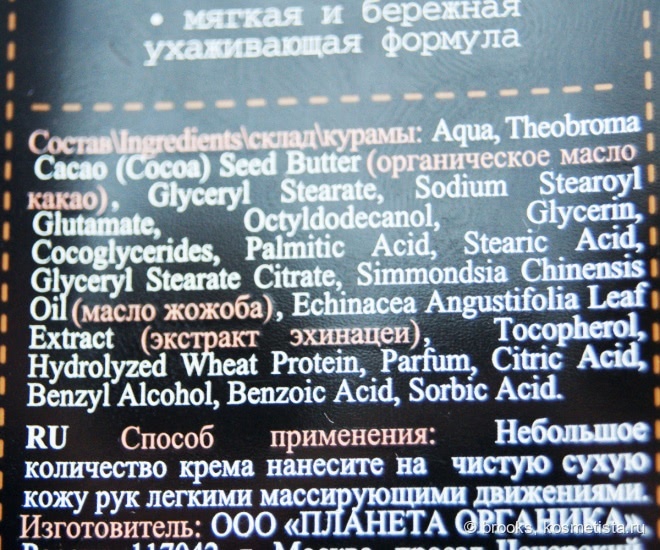 • мягкая и бережная
ухаживающая формула
Состав\Ingredients\склад\курамы: Aqua, Theobroma
Cacao (Cocoa) Seed Butter (органическое масло
какао), Glyceryl Stearate, Sodium Stearoyl
Glutamate, Octyldodecanol, Glycerin,
Cocoglycerides, Palmitic Acid, Stearic Acid,
Glyceryl Stearate Citrate, Simmondsia Chinensis
Oil (масло жожоба), Echinacea Angustifolia Leaf
Extract (экстракт эхинацеи), Tocopherol,
Hydrolyzed Wheat Protein, Parfum, Citric Acid,
Benzyl Alcohol, Benzoic Acid, Sorbic Acid.
RU Способ применения: Небольшое
количество крема нанесите на чистую сухую
кожу рук легкими массирующими движениями.
Изготовитель: ООО «ПЛАНЕТА ОРГАНИКА»
© brooks, kosmetista.ru
117042, г. Москва, проезд